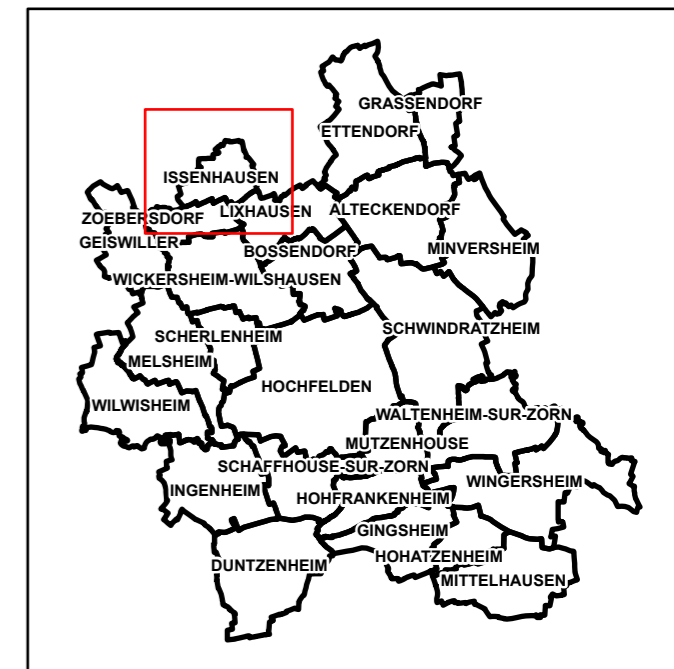 GRASSENDORF
ETTENDORF
ISSENHAUSEN
LIXHAUSEN
ALTECKENDORF
ZOEBERSDORF
GEISWILLER
BOSSENDORF
MINVERSHEIM
WICKERSHEIM-WILSHAUSEN
SCHWINDRATZHEIM
SCHERLENHEIM
MELSHEIM
HOCHFELDEN
WILWISHEIM
WALTENHEIM-SUR-ZORN
MUTZENHOUSE
SCHAFFHOUSE-SUR-ZORN
WINGERSHEIM
INGENHEIM
HOHFRANKENHEIM
GINGSHEIM
HOHATZENHEIM
DUNTZENHEIM
MITTELHAUSEN